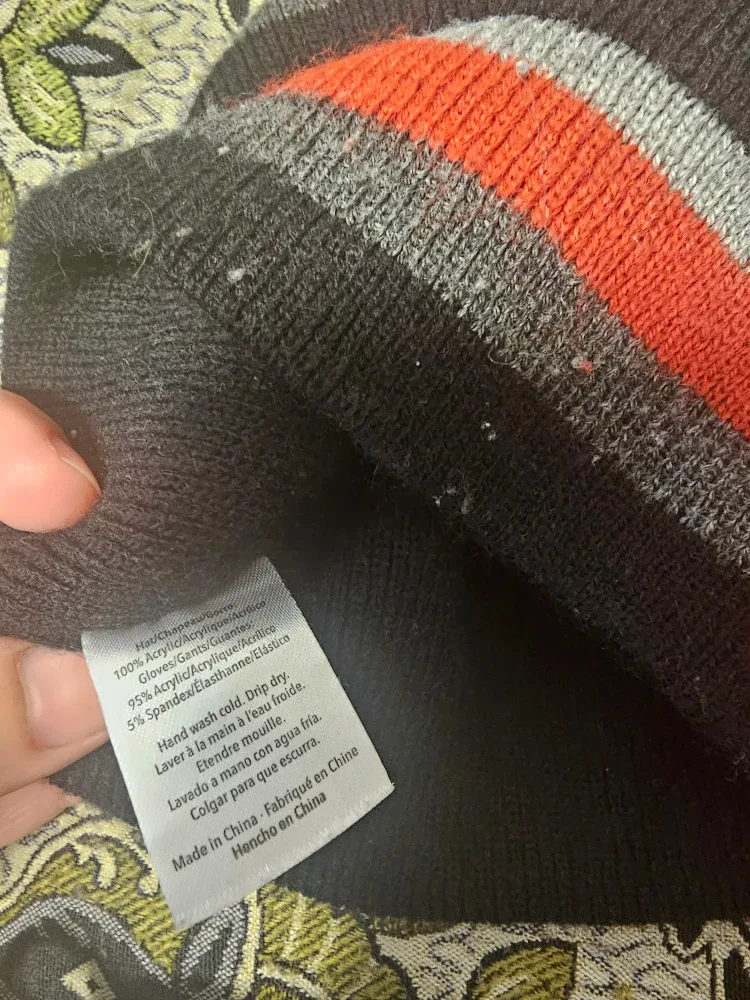 Hat/Chapeau/Gorro:
100% Acrylic/Acrylique/Acrílico
Gloves/Gants/Guantes:
95% Acrylic/Acrylique/Acrílico
5% Spandex/Élasthanne/Elástico
Hand wash cold. Drip dry.
Laver à la main à l'eau froide.
Etendre mouille.
Lavado a mano con agua fría.
Colgar para que escurra.
Made in China · Fabriqué en Chine
Hencho en China